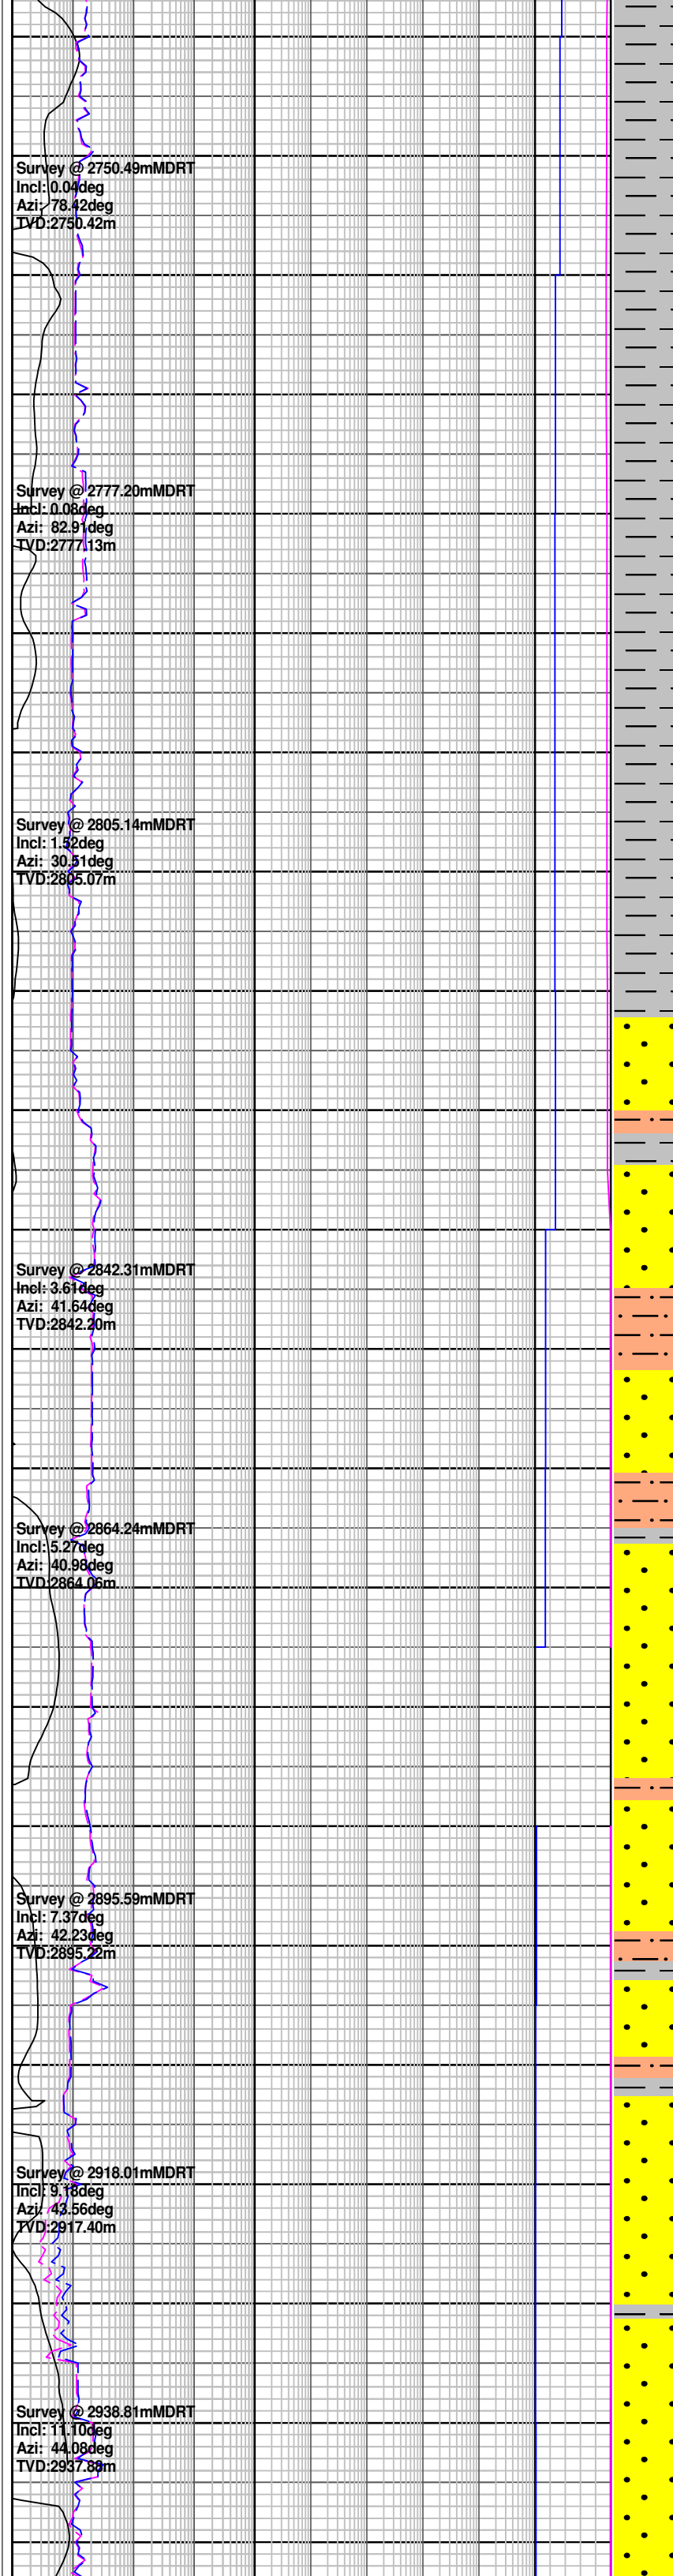 Survey @ 2750.49mMDRT
Incl: 0.04deg
Azi: 78.42deg
TVD:2750.42m
Survey @ 2777.20mMDRT
Incl: 0.08deg
Azi: 82.91deg
TVD:2777.13m
Survey @ 2805.14mMDRT
Incl: 1.52deg
Azi: 30.51deg
TVD:2805.07m
Survey @ 2842.31mMDRT
Incl: 3.61deg
Azi: 41.64deg
TVD:2842.20m
Survey @ 2864.24mMDRT
Incl: 5.27deg
Azi: 40.98deg
TVD:2864.06m
Survey @ 2895.59mMDRT
Incl: 7.37deg
Azi: 42.23deg
TVD:2895.22m
Survey @ 2918.01mMDRT
Incl: 9.18deg
Azi: 43.56deg
TVD:2917.40m
Survey @ 2938.81mMDRT
Incl: 11.10deg
Azi: 44.08deg
TVD:2937.88m